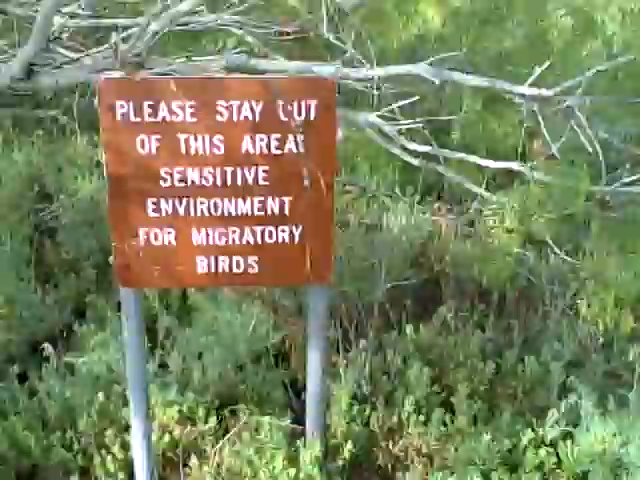 PLEASE STAY OUT
OF THIS AREA
SENSITIVE
ENVIRONMENT
FOR MIGRATORY
BIRDS